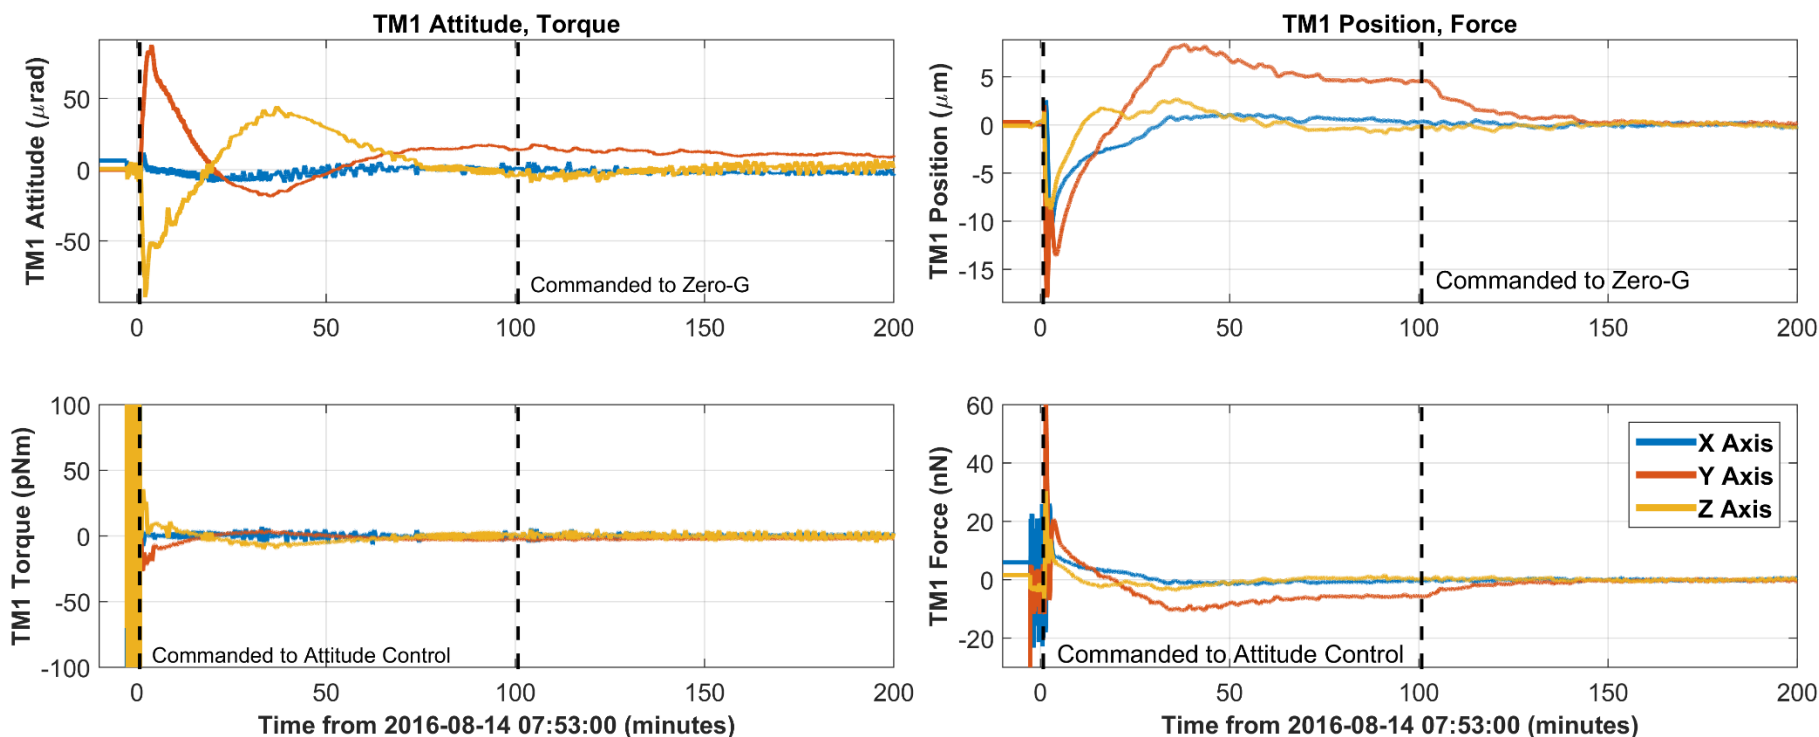 TM1 Attitude, Torque
TM1 Attitude (μrad)
50
0
-50
0
50
100
150
200
Commanded to Zero-G
TM1 Position, Force
TM1 Position (μm)
5
0
-5
-10
-15
0
50
100
150
200
Commanded to Zero-G
TM1 Torque (pNm)
100
50
0
-50
-100
0
50
100
150
200
Commanded to Attitude Control
Time from 2016-08-14 07:53:00 (minutes)
TM1 Force (nN)
60
40
20
0
-20
0
50
100
150
200
X Axis
Y Axis
Z Axis
Commanded to Attitude Control
Time from 2016-08-14 07:53:00 (minutes)